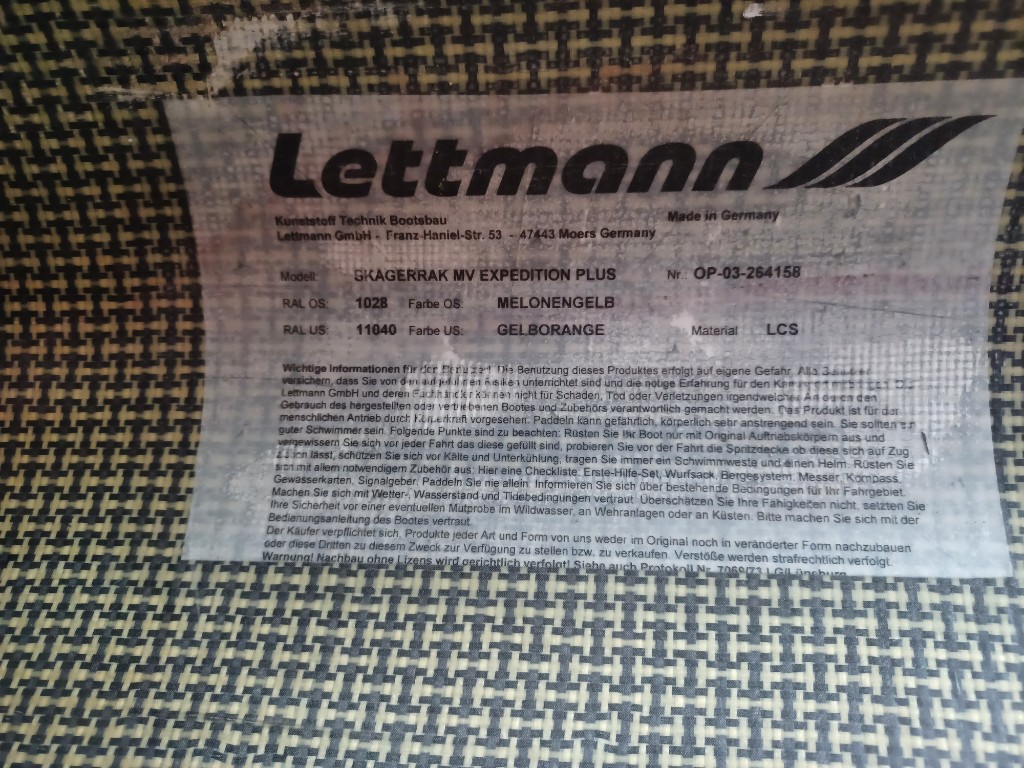 Lettmann
Kunststoff Technik Bootsbau
Made in Germany
Lettmann GmbH - Franz-Haniel-Str. 53 - 47443 Moers Germany
Modell: SKAGERRAK MV EXPEDITION PLUS Nr.: OP-03-264158
RAL OS: 1028 Farbe OS: MELONENGELB
RAL US: 11040 Farbe US: GELBORANGE Material LCS
Wichtige Informationen für den Benutzer! Die Benutzung dieses Produktes erfolgt auf eigene Gefahr.
versichern, dass Sie von den Risiken unterrichtet sind und die nötige Erfahrung für den
Lettmann GmbH und deren Fachhändler können nicht für Schäden, Tod oder Verletzungen irgendwelcher den
Gebrauch des hergestellten oder vertriebenen Bootes und Zubehörs verantwortlich gemacht werden. Das Produkt ist für den
menschlichen Antrieb durch Körperkraft vorgesehen. Paddeln kann gefährlich, körperlich sehr anstrengend sein. Sie sollten ein
guter Schwimmer sein. Folgende Punkte sind zu beachten: Rüsten Sie Ihr Boot nur mit Original Auftriebskörpern aus und
vergewissern Sie sich vor jeder Fahrt das diese gefüllt sind, probieren Sie vor der Fahrt die Spritzdecke ob diese sich auf Zug
lässt, schützen Sie sich vor Kälte und Unterkühlung, tragen Sie immer ein Schwimmweste und einen Helm. Rüsten Sie
sich mit allem notwendigem Zubehör aus: Hier eine Checkliste: Erste-Hilfe-Set, Wurfsack, Bergesystem, Messer, Kompass,
Gewässerkarten, Signalgeber. Paddeln Sie nie allein. Informieren Sie sich über bestehende Bedingungen für Ihr Fahrgebiet.
Machen Sie sich mit Wetter-, Wasserstand und Tidebedingungen vertraut. Überschätzen Sie Ihre Fähigkeiten nicht, setzten Sie
Ihre Sicherheit vor einer eventuellen Mutprobe im Wildwasser, an Wehranlagen oder an Küsten. Bitte machen Sie sich mit der
Bedienungsanleitung des Bootes vertraut.
Der Käufer verpflichtet sich, Produkte jeder Art und Form von uns weder im Original noch in veränderter Form nachzubauen
oder diese Dritten zu diesem Zweck zur Verfügung zu stellen bzw. zu verkaufen. Verstöße werden strafrechtlich verfolgt.
Warnung! Nachbau ohne Lizens wird gerichtlich verfolgt! Siehe auch Protokoll Nr. 7069/73 LG/Lüneburg